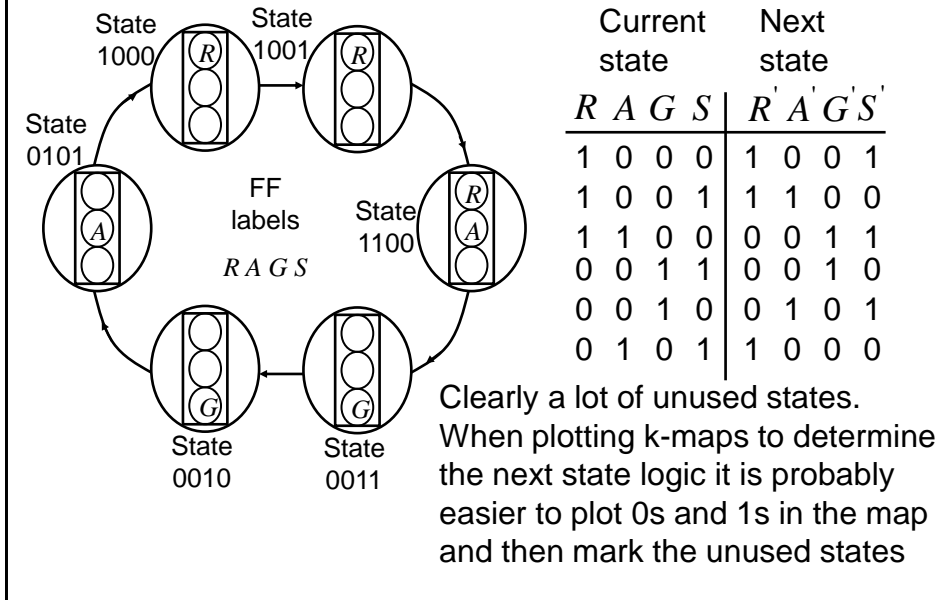 State
1000
State
1001
R
R
State
0101
A
FF
labels
R A G S
State
1100
R
A
G
G
State
0010
State
0011
Current Next
state state
R A G S R' A' G' S'
1 0 0 0 1 0 0 1
1 0 0 1 1 1 0 0
1 1 0 0 0 0 1 1
0 0 1 1 0 0 1 0
0 0 1 0 0 1 0 1
0 1 0 1 1 0 0 0
Clearly a lot of unused states.
When plotting k-maps to determine
the next state logic it is probably
easier to plot 0s and 1s in the map
and then mark the unused states